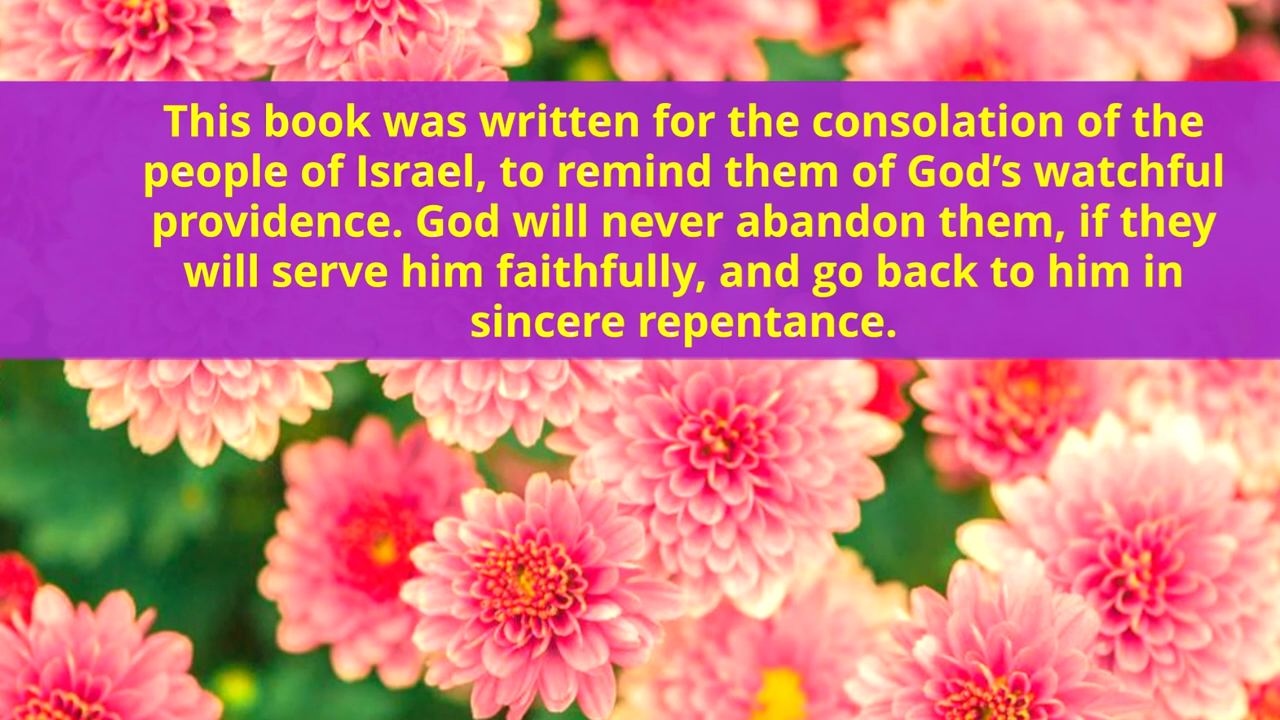 This book was written for the consolation of the
people of Israel, to remind them of God’s watchful
providence. God will never abandon them, if they
will serve him faithfully, and go back to him in
sincere repentance.